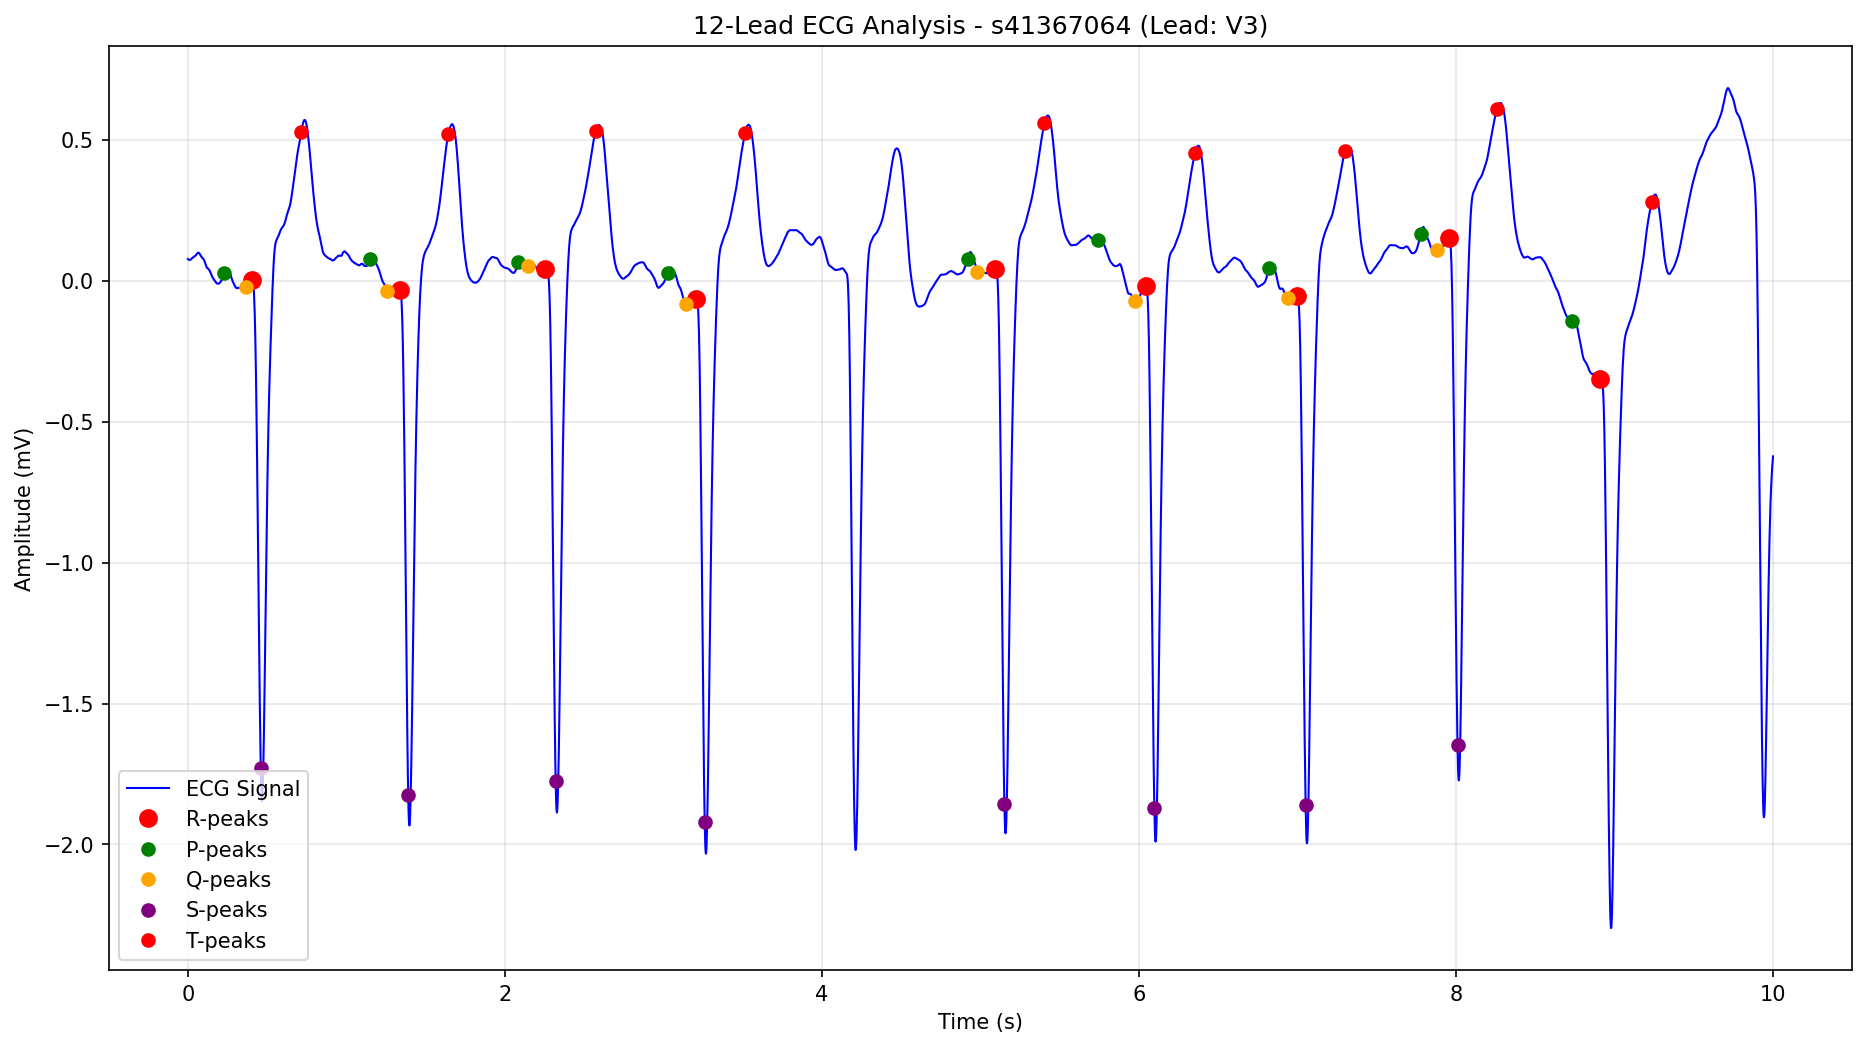 12-Lead ECG Analysis - s41367064 (Lead: V3)
Amplitude (mV)
0.5
0.0
−0.5
−1.0
−1.5
−2.0
ECG Signal
R-peaks
P-peaks
Q-peaks
S-peaks
T-peaks
0 2 4 6 8 10
Time (s)